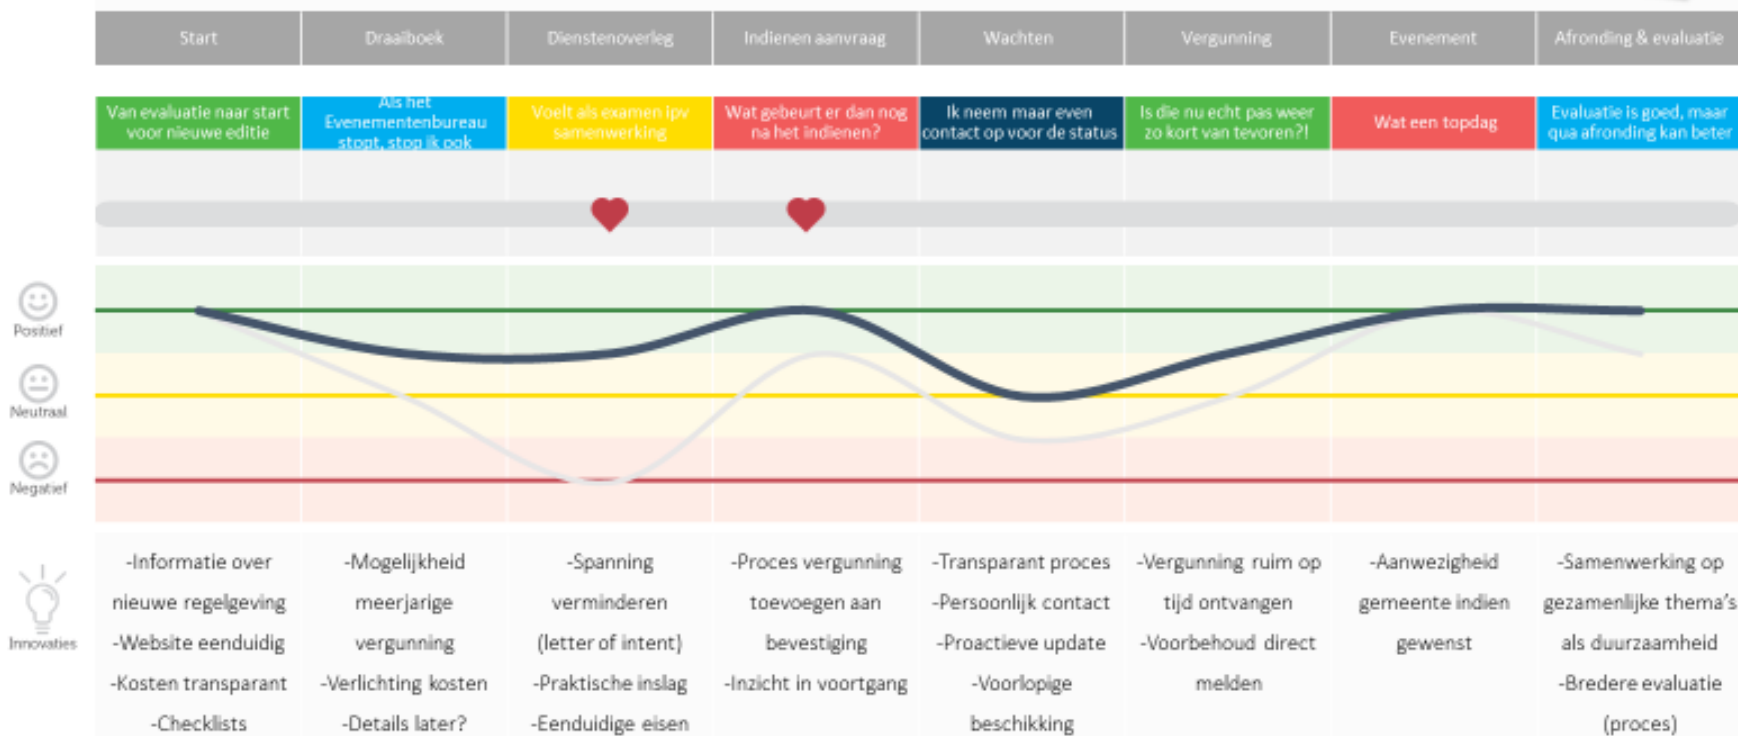 Start
Draaiboek
Dienstenoverleg
Indienen aanvraag
Wachten
Vergunning
Evenement
Afronding & evaluatie
Van evaluatie naar start
voor nieuwe editie
Als het
Evenementenbureau
stopt, stop ik ook
Voelt als examen ipv
samenwerking
Wat gebeurt er dan nog
na het indienen?
Ik neem maar even
contact op voor de status
Is die nu echt pas weer
zo kort van tevoren?!
Wat een topdag
Evaluatie is goed, maar
qua afronding kan beter
Positief
Neutraal
Negatief
Innovaties
-Informatie over
nieuwe regelgeving
-Website eenduidig
-Kosten transparant
-Checklists
-Mogelijkheid
meerjarige
vergunning
-Verlichting kosten
-Details later?
-Spanning
verminderen
(letter of intent)
-Praktische inslag
-Eenduidige eisen
-Proces vergunning
toevoegen aan
bevestiging
-Inzicht in voortgang
-Transparant proces
-Persoonlijk contact
-Proactieve update
-Voorlopige
beschikking
-Vergunning ruim op
tijd ontvangen
-Voorbehoud direct
melden
-Aanwezigheid
gemeente indien
gewenst
-Samenwerking op
gezamenlijke thema's
als duurzaamheid
-Bredere evaluatie
(proces)